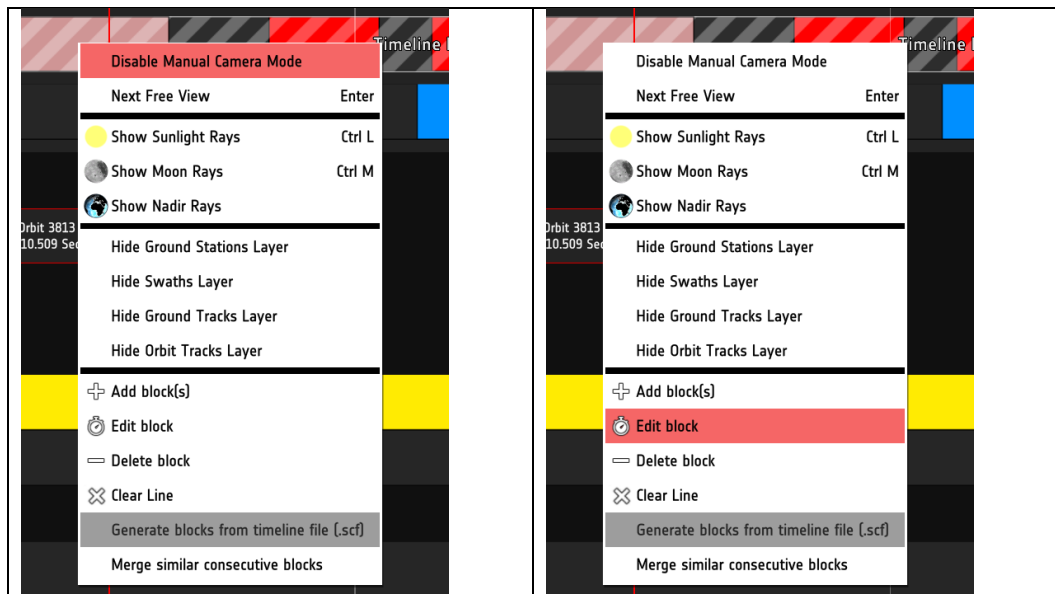 Timeline
Disable Manual Camera Mode
Next Free View Enter
Show Sunlight Rays Ctrl L
Show Moon Rays Ctrl M
Show Nadir Rays
Orbit 3813
10.509
Hide Ground Stations Layer
Hide Swaths Layer
Hide Ground Tracks Layer
Hide Orbit Tracks Layer
Add block(s)
Edit block
Delete block
Clear Line
Generate blocks from timeline file (.scf)
Merge similar consecutive blocks
Timeline
Disable Manual Camera Mode
Next Free View Enter
Show Sunlight Rays Ctrl L
Show Moon Rays Ctrl M
Show Nadir Rays
Orbit 3813
10.509
Hide Ground Stations Layer
Hide Swaths Layer
Hide Ground Tracks Layer
Hide Orbit Tracks Layer
Add block(s)
Edit block
Delete block
Clear Line
Generate blocks from timeline file (.scf)
Merge similar consecutive blocks